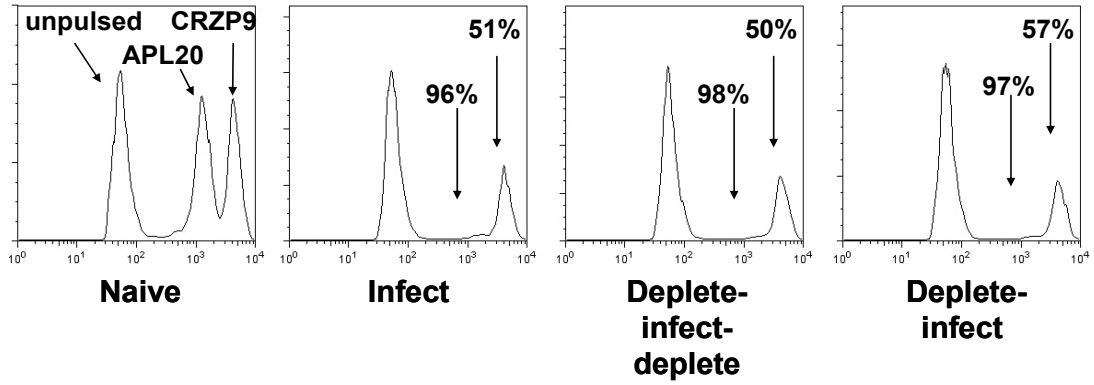 unpulsed CRZP9
APL20
51%
96%
50%
98%
57%
97%
10⁰ 10¹ 10² 10³ 10⁴
10⁰ 10¹ 10² 10³ 10⁴
10⁰ 10¹ 10² 10³ 10⁴
10⁰ 10¹ 10² 10³ 10⁴
Naive
Infect
Deplete-
infect-
deplete
Deplete-
infect